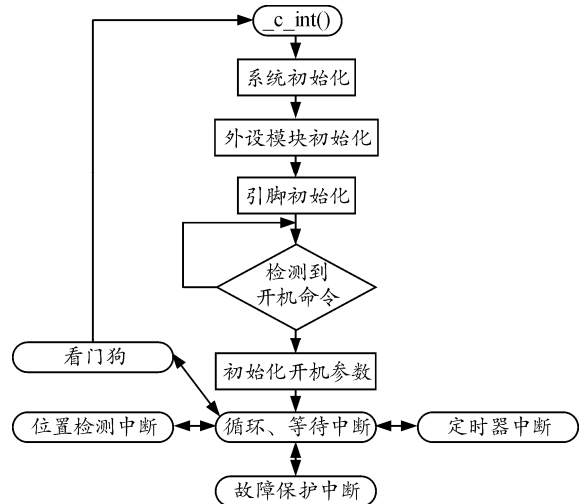 _c_int()
系统初始化
外设模块初始化
引脚初始化
检测到
开机命令
看门狗
初始化开机参数
位置检测中断
循环、等待中断
定时器中断
故障保护中断